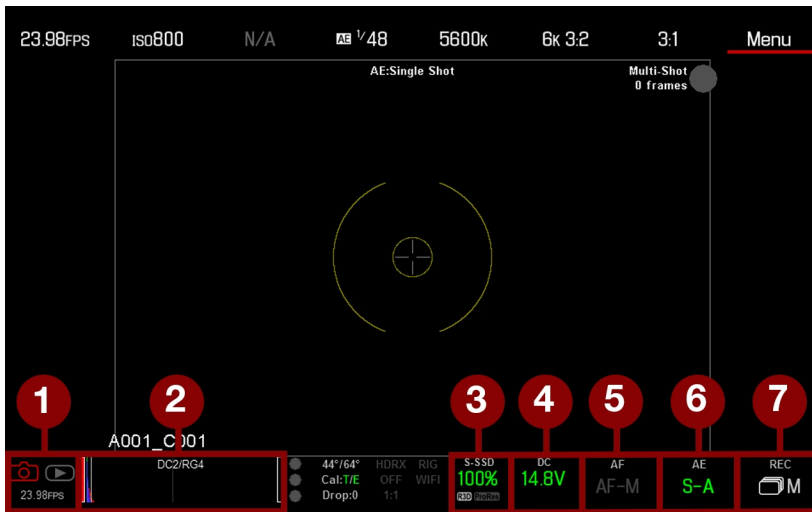 23.98FPS ISO800 N/A AE 1/48 5600K 6K 3:2 3:1 Menu
AE:Single Shot
Multi-Shot
0 frames
1 2 3 4 5 6 7
A001_C001
23.98FPS
DC2/RG4
44°/64° HDRX RIG
Cal:T/E OFF WIFI
Drop:0 1:1
S-SSD
100%
R3D ProRes
DC
14.8V
AF
AF-M
AE
S-A
REC
M